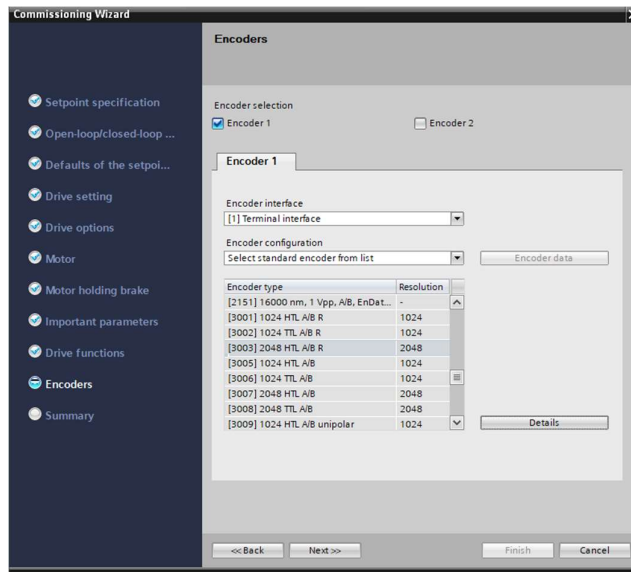 Commissioning Wizard
Encoders
Setpoint specification
Open-loop/closed-loop ...
Defaults of the setpoi...
Drive setting
Drive options
Motor
Motor holding brake
Important parameters
Drive functions
Encoders
Summary
Encoder selection
Encoder 1
Encoder 2
Encoder 1
Encoder interface
[1] Terminal interface
Encoder configuration
Select standard encoder from list
Encoder data
Encoder type Resolution
[2151] 16000 nm, 1 Vpp, A/B, EnDat... -
[3001] 1024 HTL A/B R 1024
[3002] 1024 TTL A/B R 1024
[3003] 2048 HTL A/B R 2048
[3005] 1024 HTL A/B 1024
[3006] 1024 TTL A/B 1024
[3007] 2048 HTL A/B 2048
[3008] 2048 TTL A/B 2048
[3009] 1024 HTL A/B unipolar 1024
Details
<< Back Next >> Finish Cancel